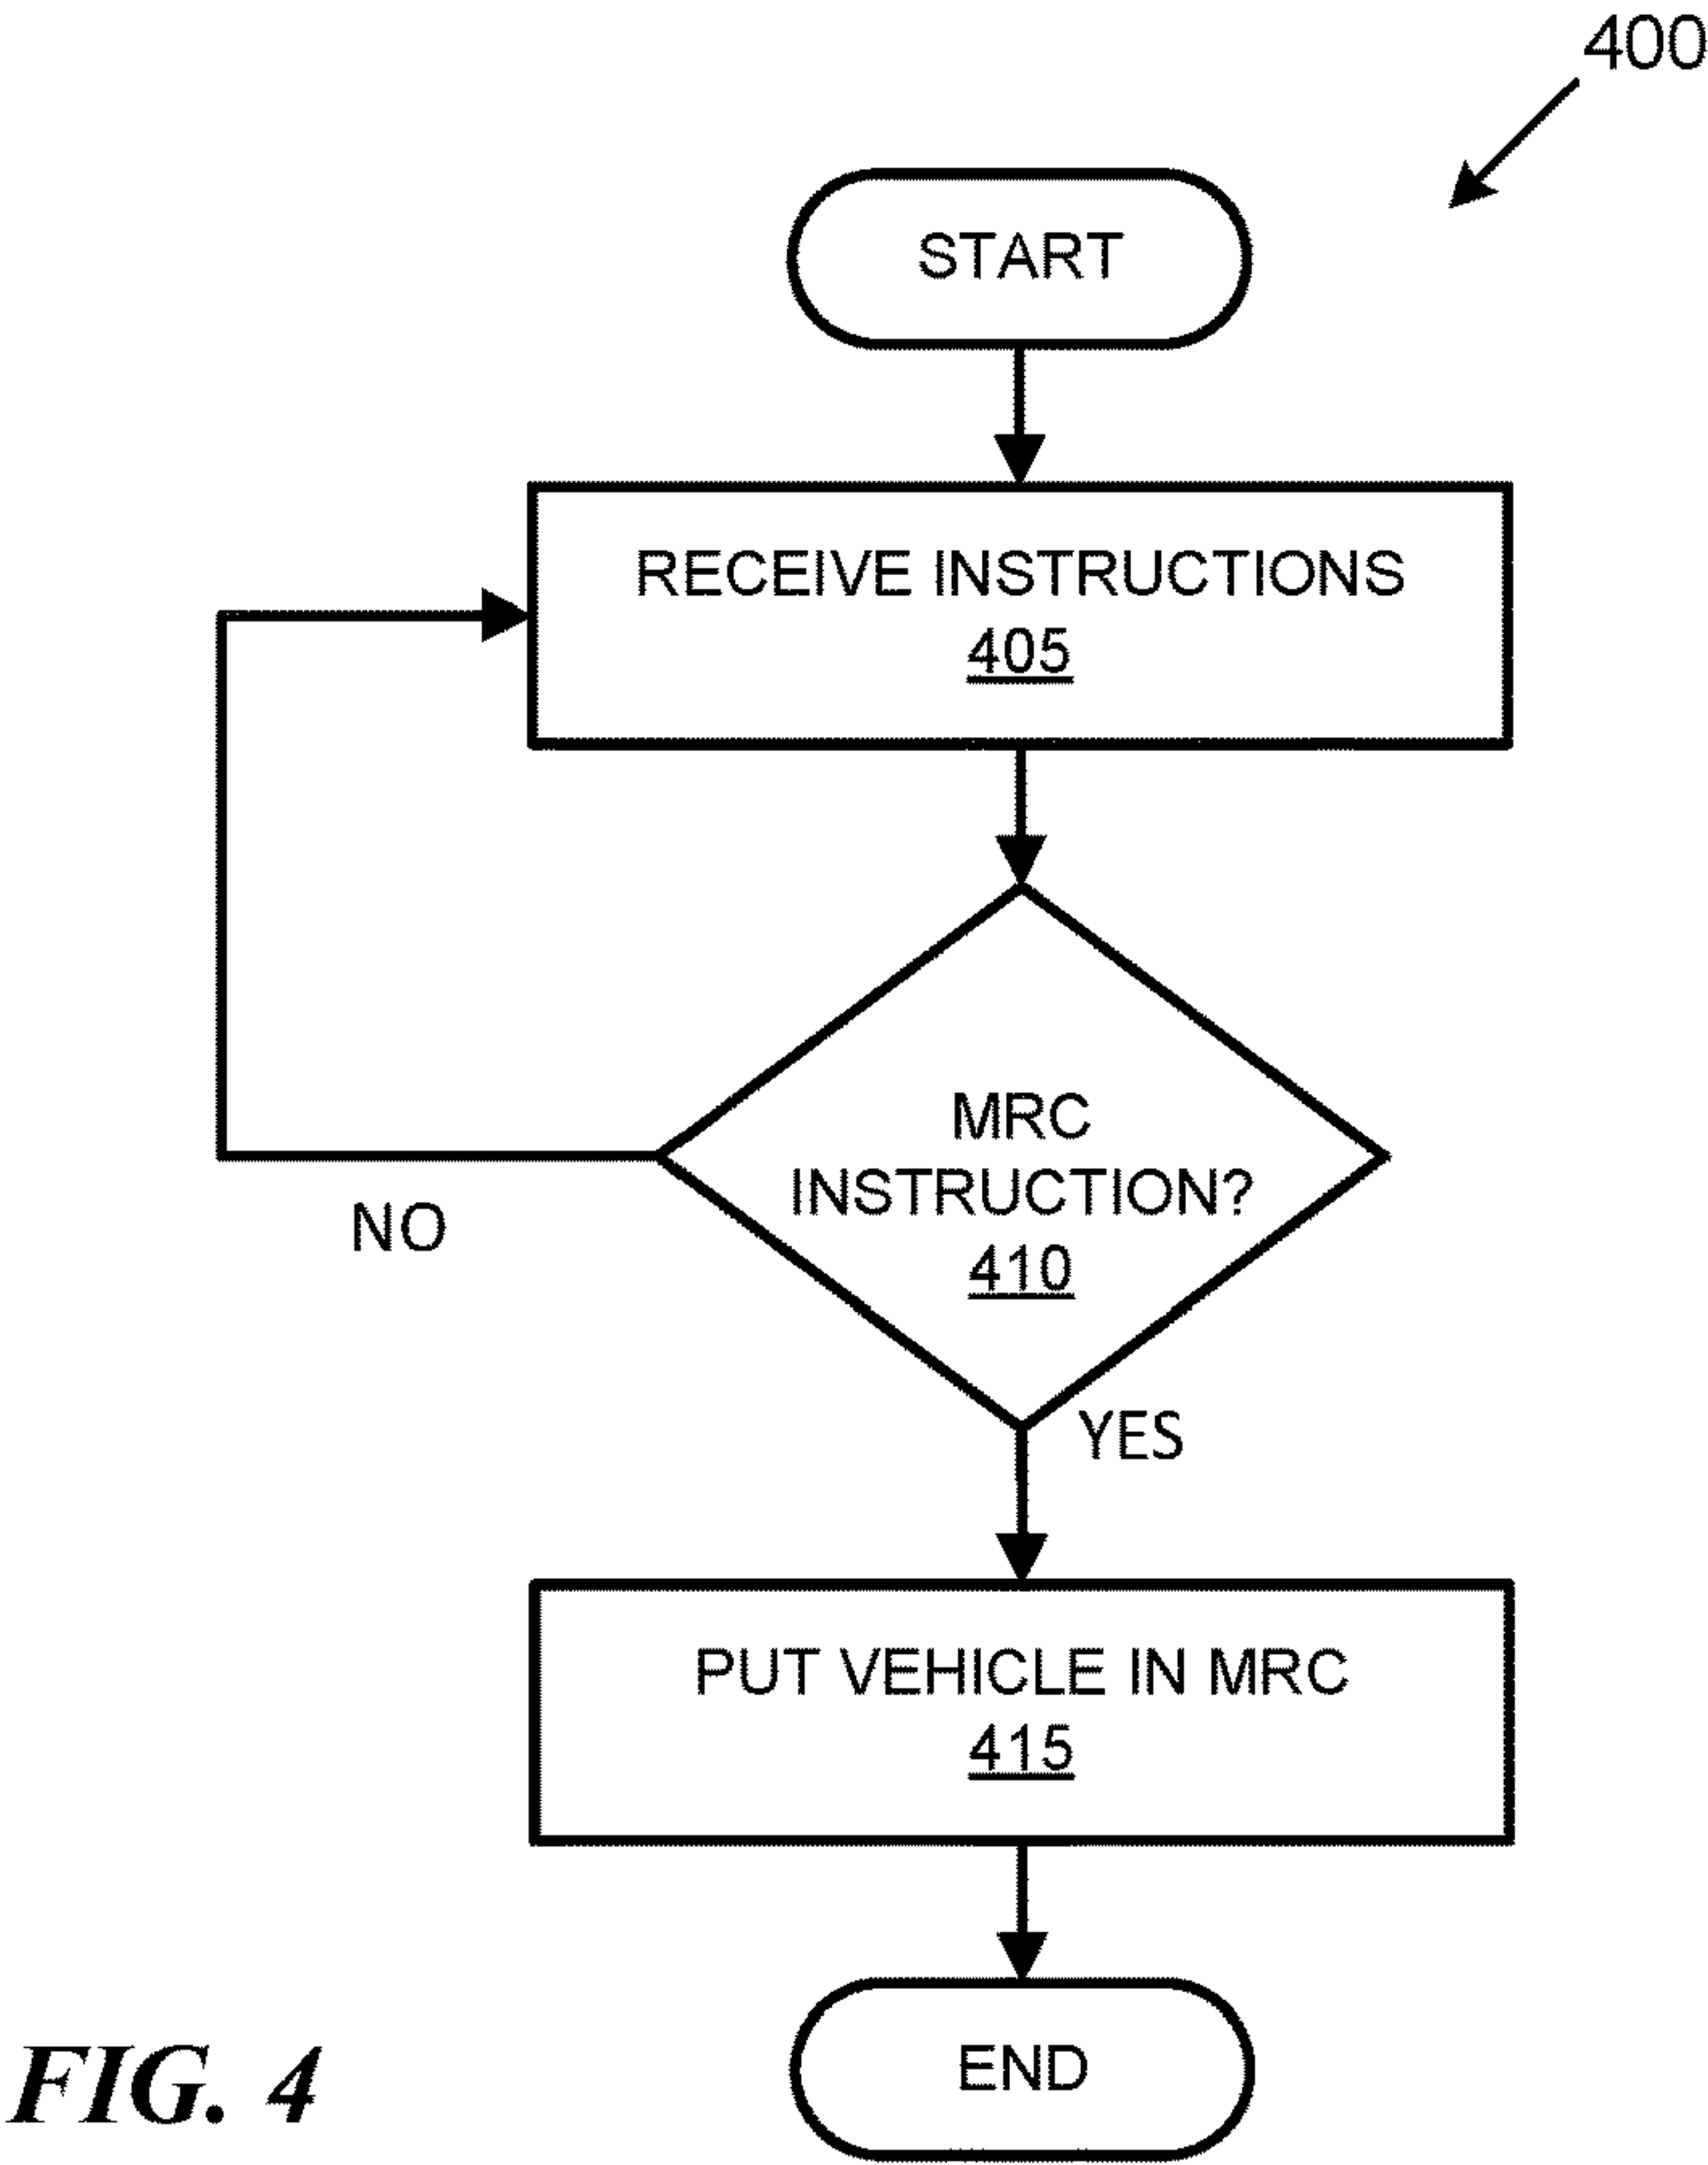 400
START
RECEIVE INSTRUCTIONS
405
MRC
INSTRUCTION?
410
NO
YES
PUT VEHICLE IN MRC
415
END
FIG. 4